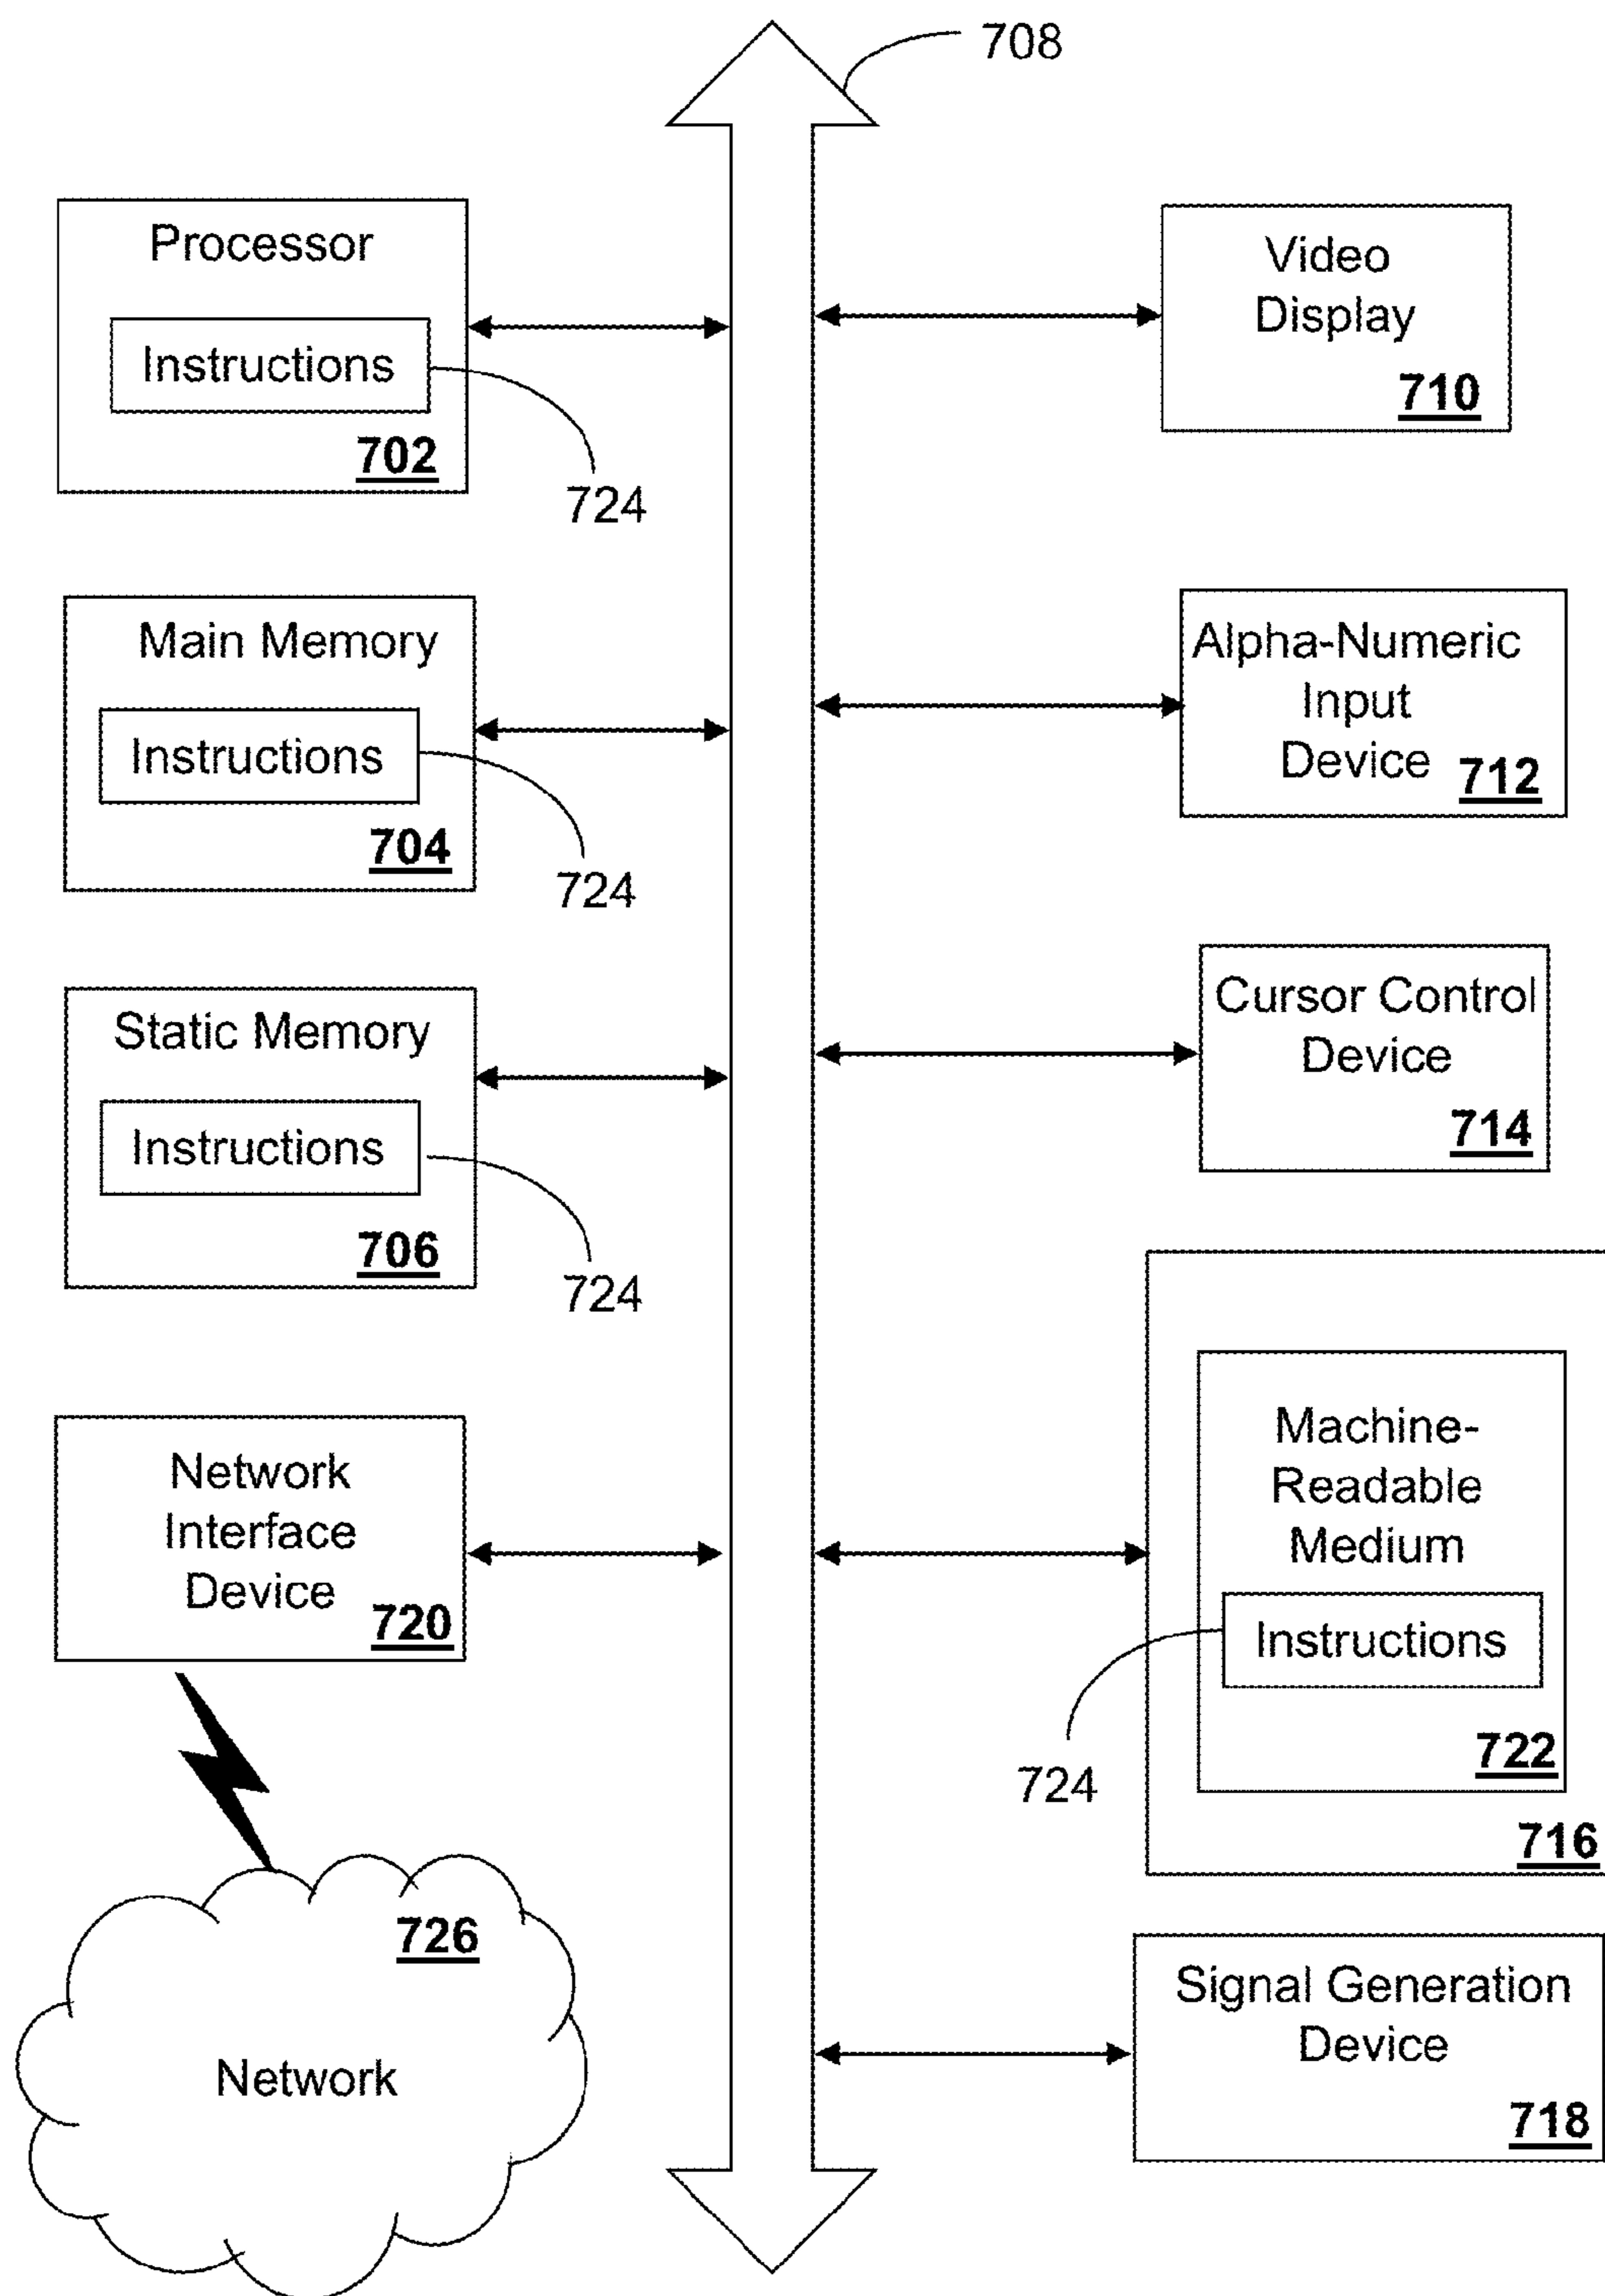 708
Processor
Instructions
702
724
Main Memory
Instructions
704
724
Static Memory
Instructions
706
724
Network
Interface
Device
720
726
Network
Video
Display
710
Alpha-Numeric
Input
Device
712
Cursor Control
Device
714
Machine-
Readable
Medium
Instructions
722
724
716
Signal Generation
Device
718